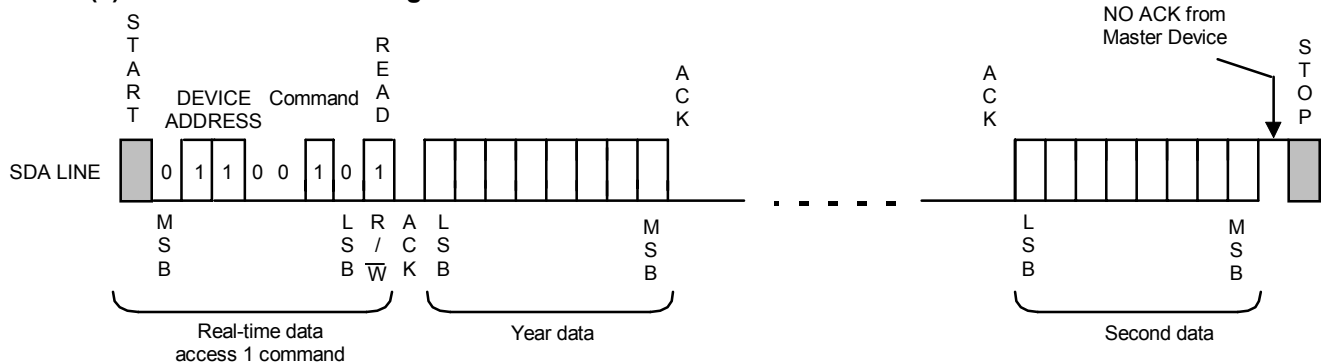 START
DEVICE ADDRESS
Command
READ
ACK
ACK
NO ACK from
Master Device
STOP
SDA LINE
0 1 1 0 0 1 0 1
MSB
LSB
R/W
ACK
LSB
MSB
LSB
MSB
Real-time data
access 1 command
Year data
Second data